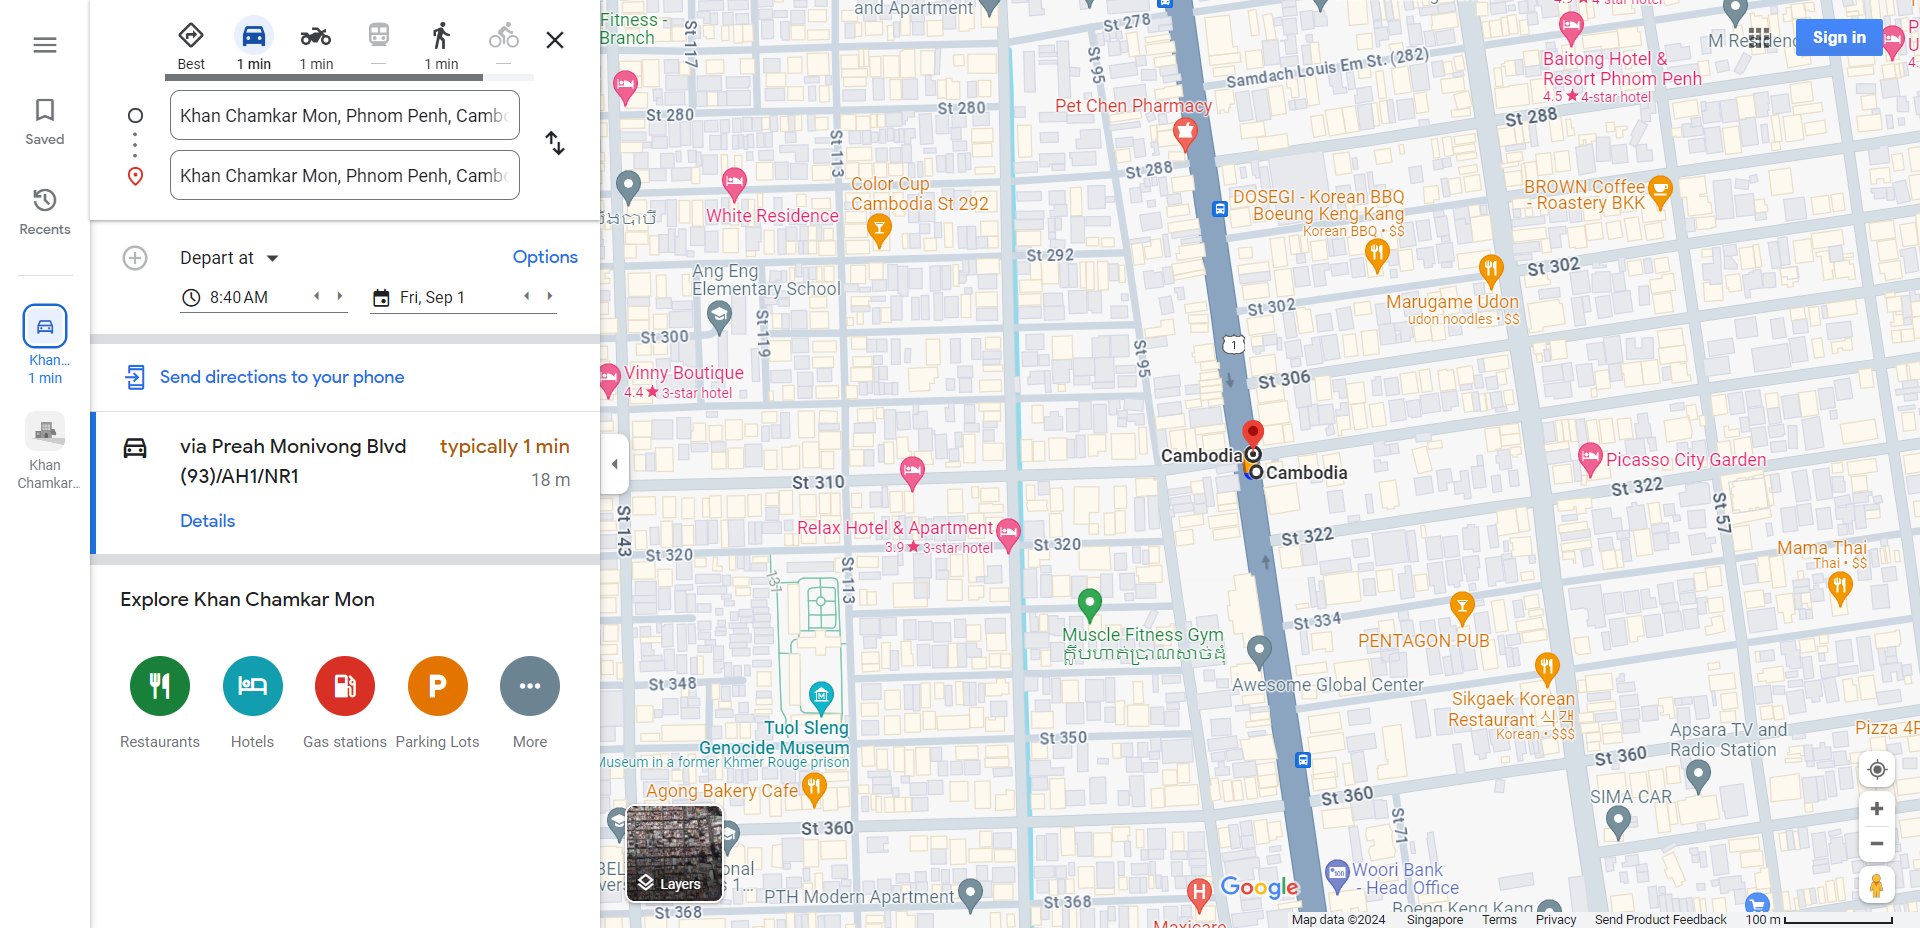 Best
1 min
1 min
—
1 min
—
Saved
Recents
Khan...
1 min
Khan
Chamkar...
Khan Chamkar Mon, Phnom Penh, Cambo
Khan Chamkar Mon, Phnom Penh, Cambo
Depart at
Options
8:40 AM
Fri, Sep 1
Send directions to your phone
via Preah Monivong Blvd
(93)/AH1/NR1
typically 1 min
18 m
Details
Explore Khan Chamkar Mon
Restaurants
Hotels
Gas stations
Parking Lots
More
Fitness -
Branch
and Apartment
St 117
St 278
St 95
Samdach Louis Em St. (282)
4-star hotel
M Residenc
Sign in
Baitong Hotel &
Resort Phnom Penh
4.5 ★ 4-star hotel
St 280
St 280
Pet Chen Pharmacy
St 288
St 113
St 288
White Residence
Color Cup
Cambodia St 292
DOSEGI - Korean BBQ
Boeung Keng Kang
Korean BBQ • $$
BROWN Coffee
- Roastery BKK
St 292
St 302
Ang Eng
Elementary School
Marugame Udon
udon noodles • $$
St 302
St 300
St 119
1
St 95
St 306
Vinny Boutique
4.4 ★ 3-star hotel
Cambodia
Cambodia
Picasso City Garden
St 310
St 322
St 57
St 143
Relax Hotel & Apartment
3.9 ★ 3-star hotel
St 320
St 320
St 322
Mama Thai
Thai • $$
131
St 113
Muscle Fitness Gym
St 334
PENTAGON PUB
St 348
Awesome Global Center
Sikgaek Korean
Restaurant 식객
Korean • $$$
Tuol Sleng
Genocide Museum
Museum in a former Khmer Rouge prison
St 350
Apsara TV and
Radio Station
Pizza 4P
St 360
Agong Bakery Cafe
St 360
SIMA CAR
St 71
St 360
Layers
PTH Modern Apartment
St 368
St 368
H
Google
Woori Bank
- Head Office
Boeng Keng Kang
Maxicare
Map data ©2024
Singapore
Terms
Privacy
Send Product Feedback
100 m